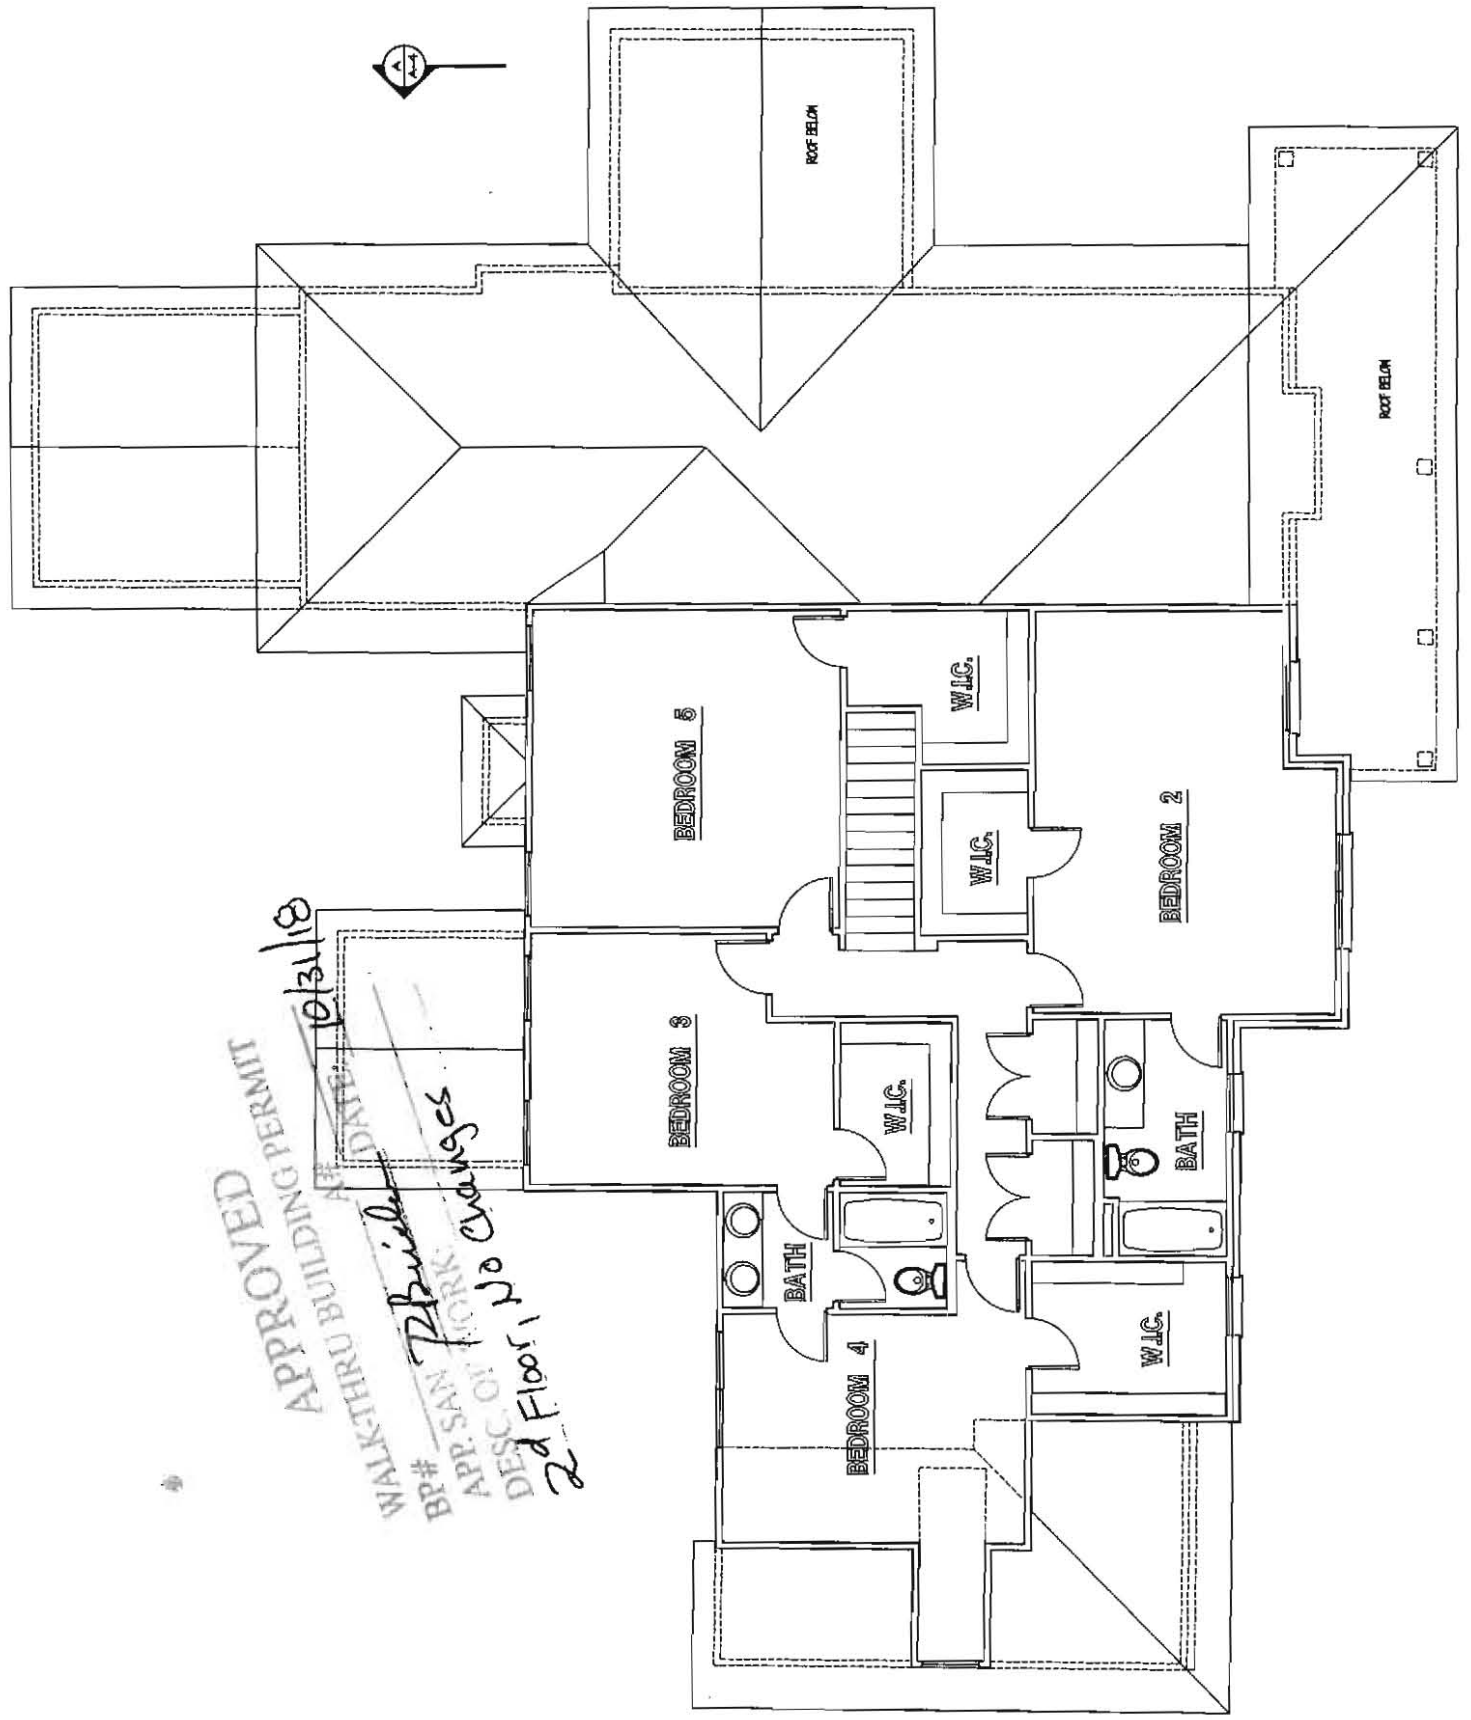 A
A-4
ROOF BELOW
ROOF BELOW
BEDROOM 5
W.I.C.
W.I.C.
BEDROOM 2
BEDROOM 3
W.I.C.
BATH
BATH
BEDROOM 4
W.I.C.
APPROVED
WALK-THRU BUILDING PERMIT
BP# A/E# DATE: 10/31/18
APP. SAN
DESC. OF WORK:
2d Floor, No Changes